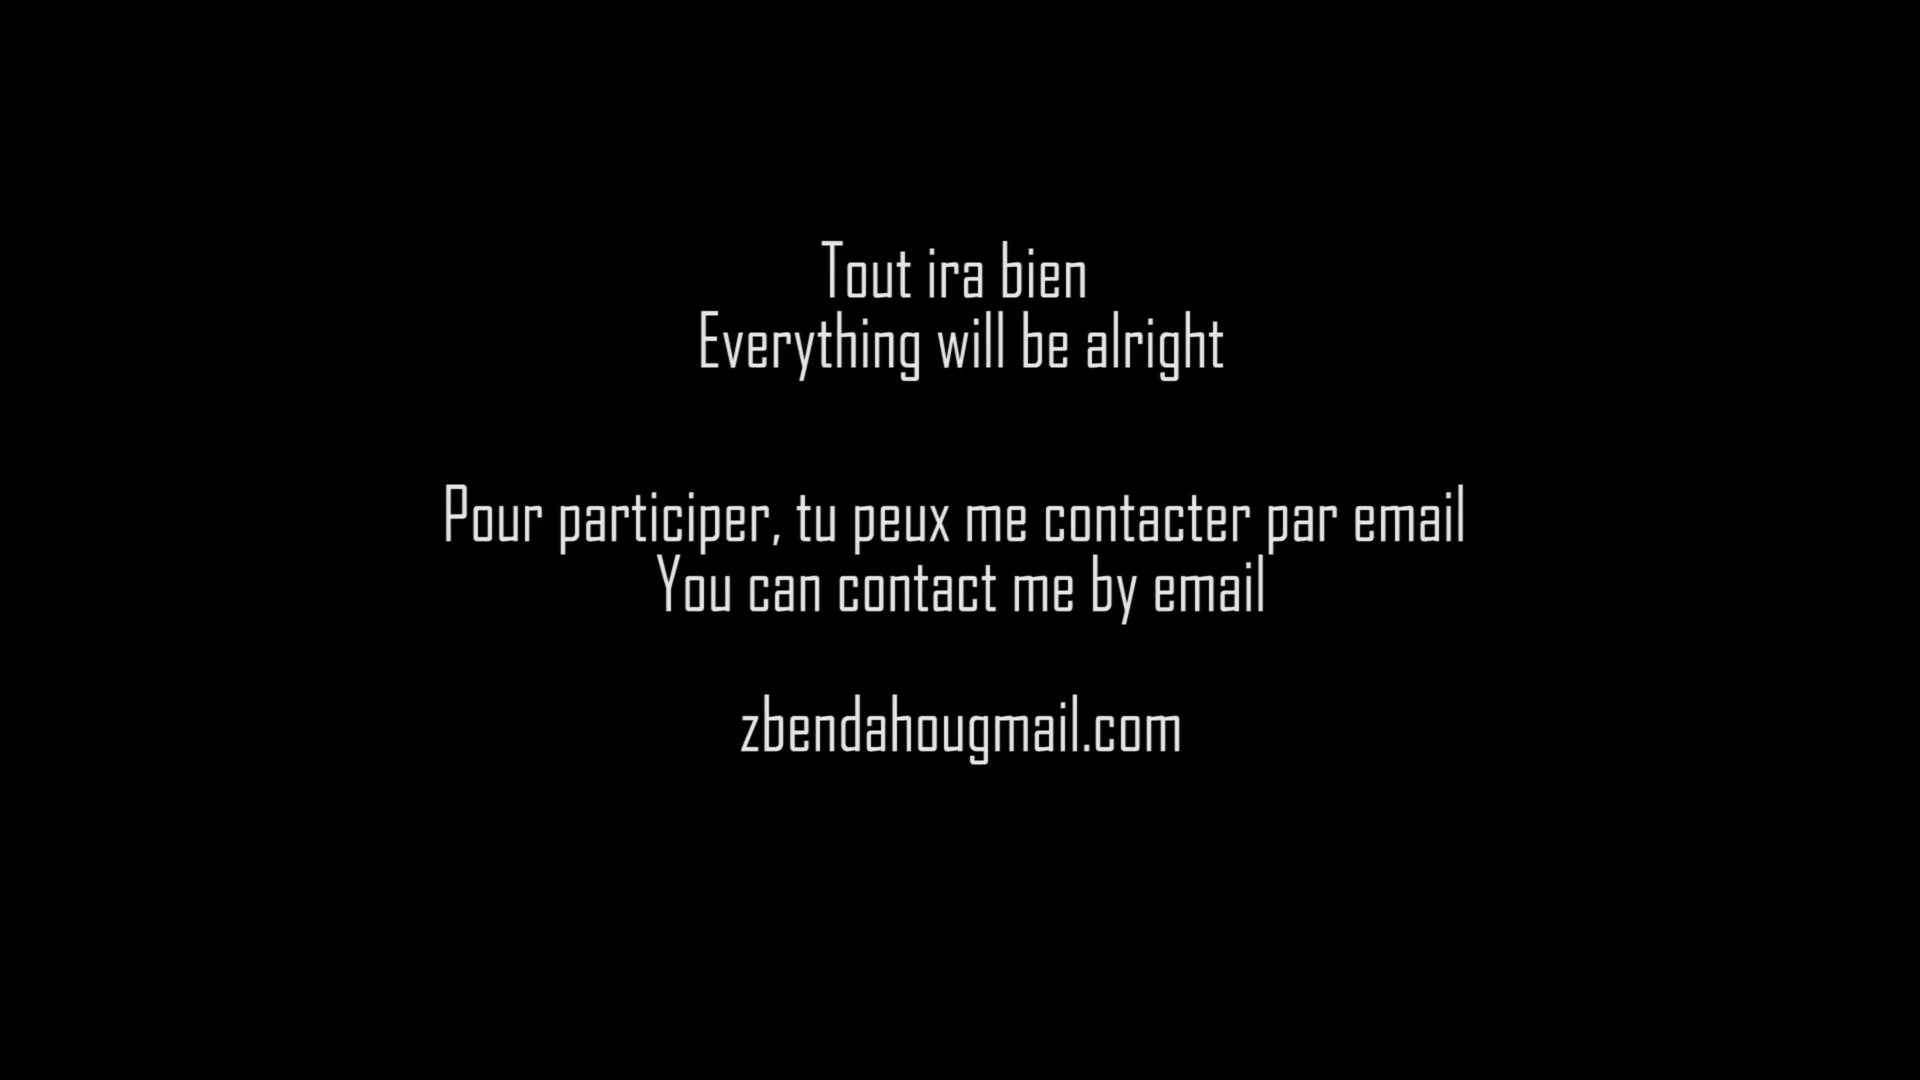 Tout ira bien
Everything will be alright
Pour participer, tu peux me contacter par email
You can contact me by email
zbendahougmail.com